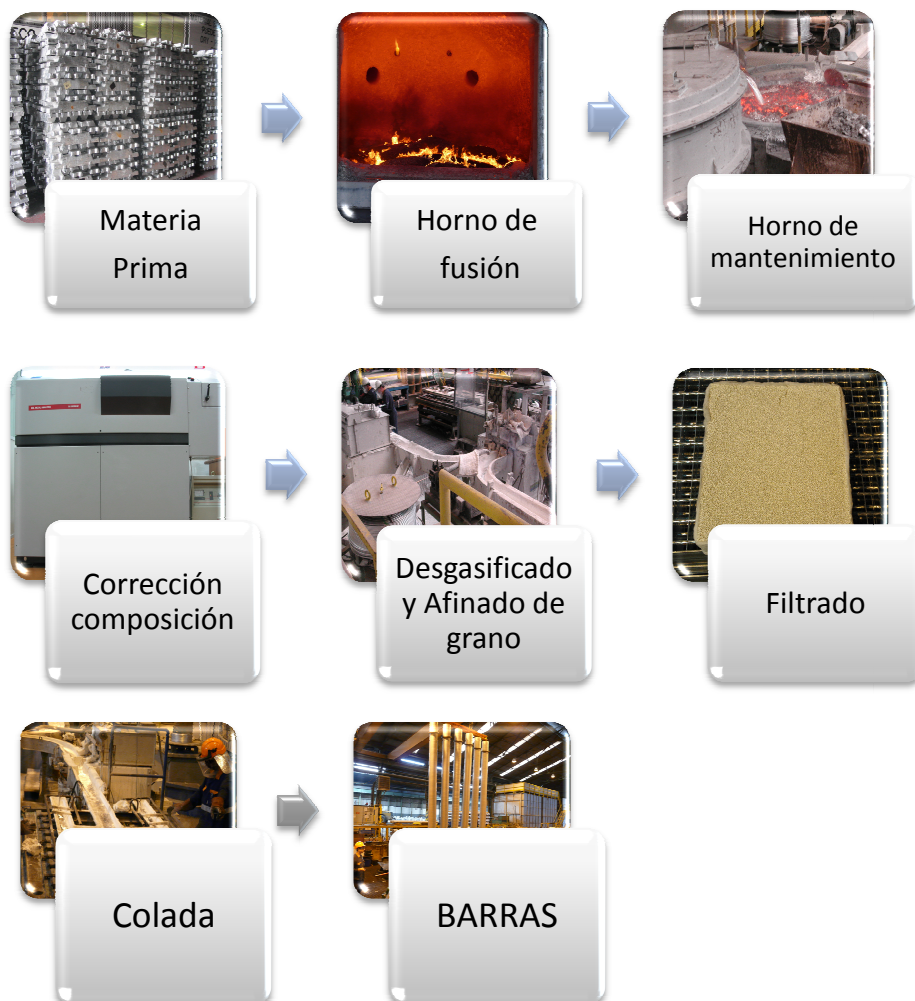 Materia
Prima
Horno de
fusión
Horno de
mantenimiento
Corrección
composición
Desgasificado
y Afinado de
grano
Filtrado
Colada
BARRAS